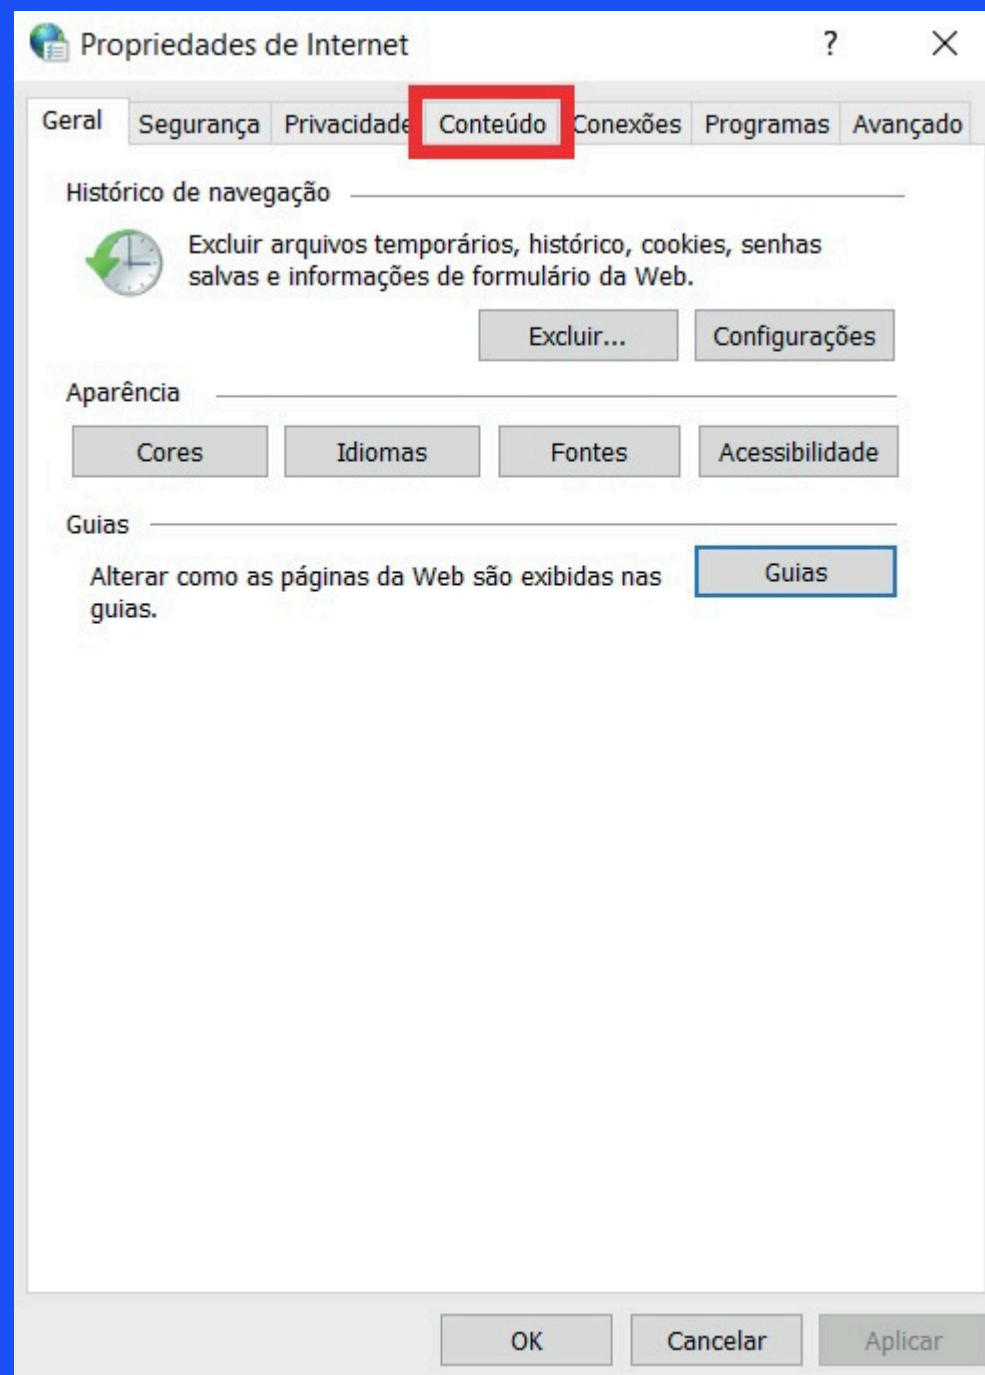 Propriedades de Internet ?
Geral Segurança Privacidade Conteúdo Conexões Programas Avançado
Histórico de navegação
Excluir arquivos temporários, histórico, cookies, senhas
salvas e informações de formulário da Web.
Excluir... Configurações
Aparência
Cores Idiomas Fontes Acessibilidade
Guias
Alterar como as páginas da Web são exibidas nas
guias.
Guias
OK Cancelar Aplicar